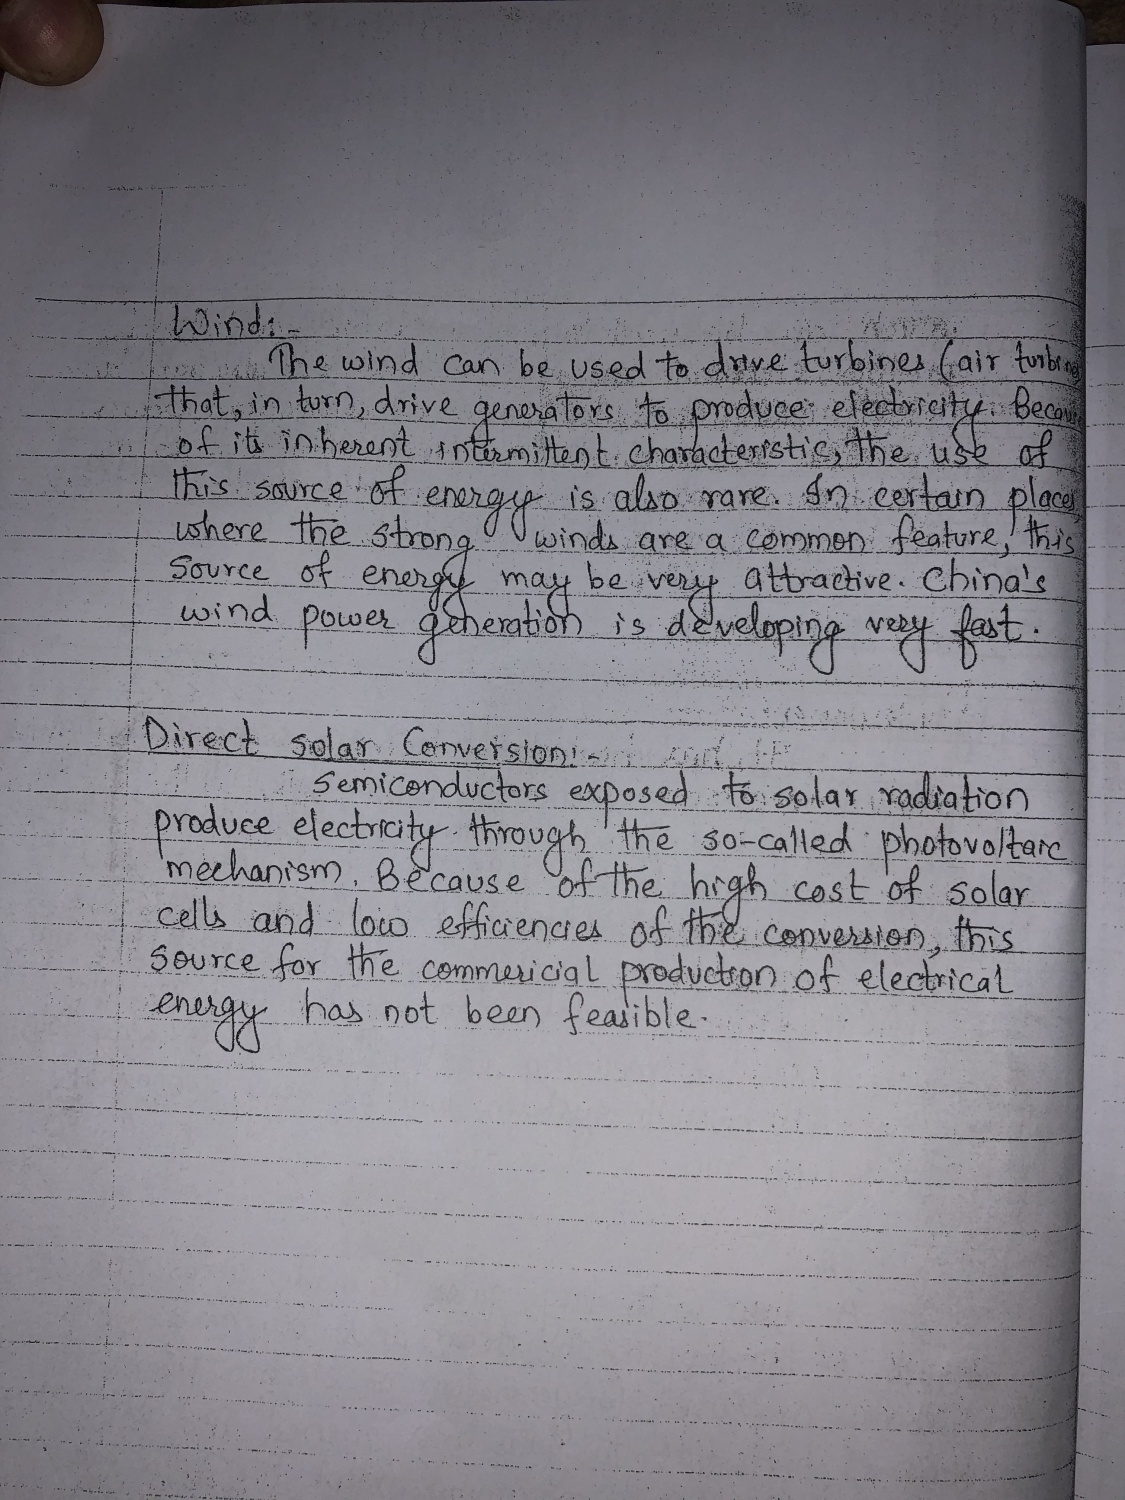 Wind:-
The wind can be used to drive turbines (air turbin
that, in turn, drive generators to produce electricity. Becau
of its inherent intermittent characteristic, the use of
this source of energy is also rare. In certain places
where the strong winds are a common feature, this
source of energy may be very attractive. China's
wind power generation is developing very fast.
Direct solar Conversion:-
Semiconductors exposed to solar radiation
produce electricity through the so-called photovoltaic
mechanism. Because of the high cost of solar
cells and low efficiencies of the conversion, this
source for the commericial production of electrical
energy has not been feasible.